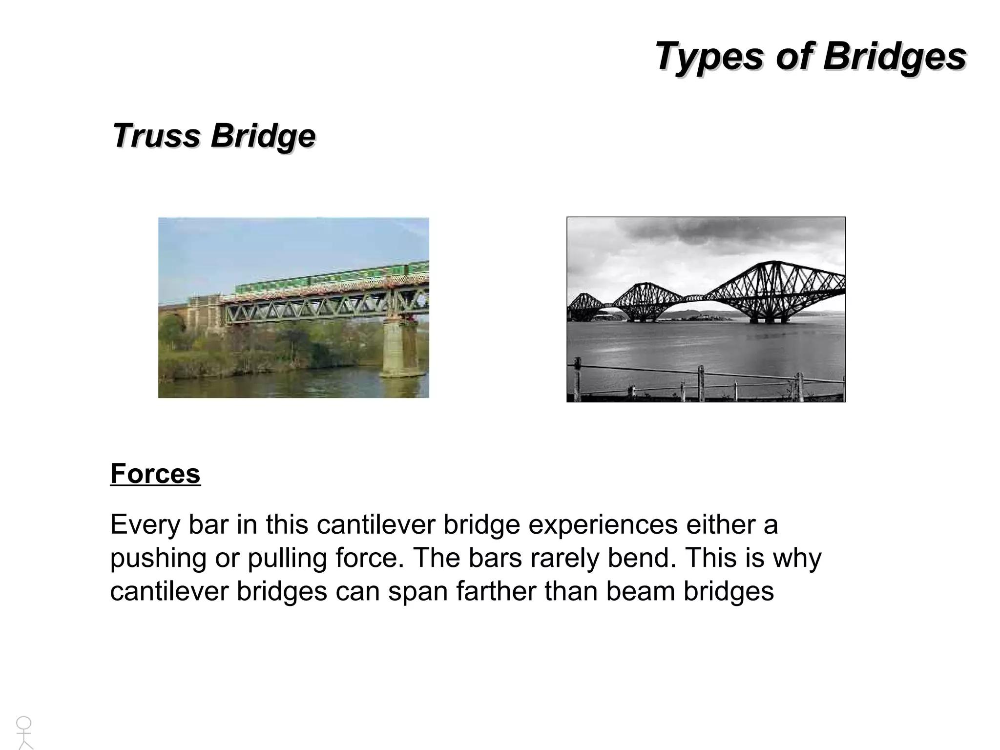 Types of Bridges
Truss Bridge
Forces
Every bar in this cantilever bridge experiences either a
pushing or pulling force. The bars rarely bend. This is why
cantilever bridges can span farther than beam bridges